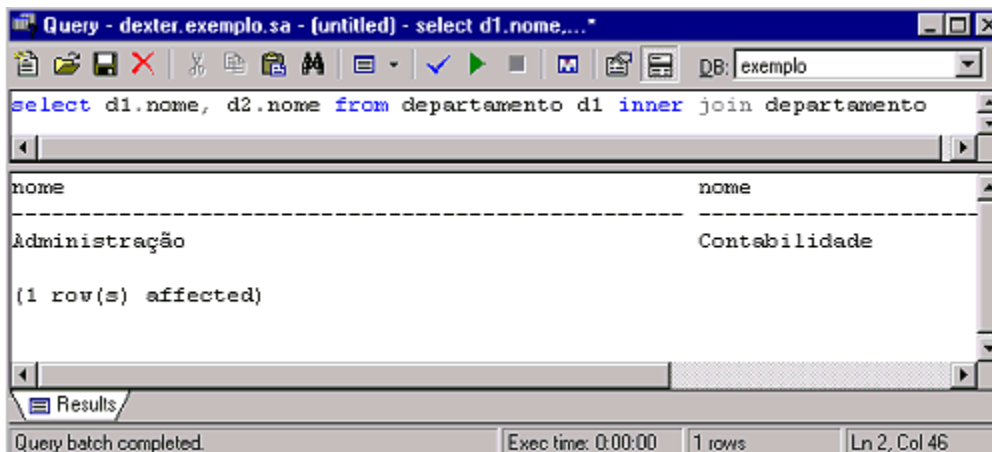 Query - dexter.exemplo.sa - (untitled) - select d1.nome,...*
DB: exemplo
select d1.nome, d2.nome from departamento d1 inner join departamento
nome nome
-------------------------------------------------- ---------------------
Administração Contabilidade
(1 row(s) affected)
Results
Query batch completed. Exec time: 0:00:00 1 rows Ln 2, Col 46